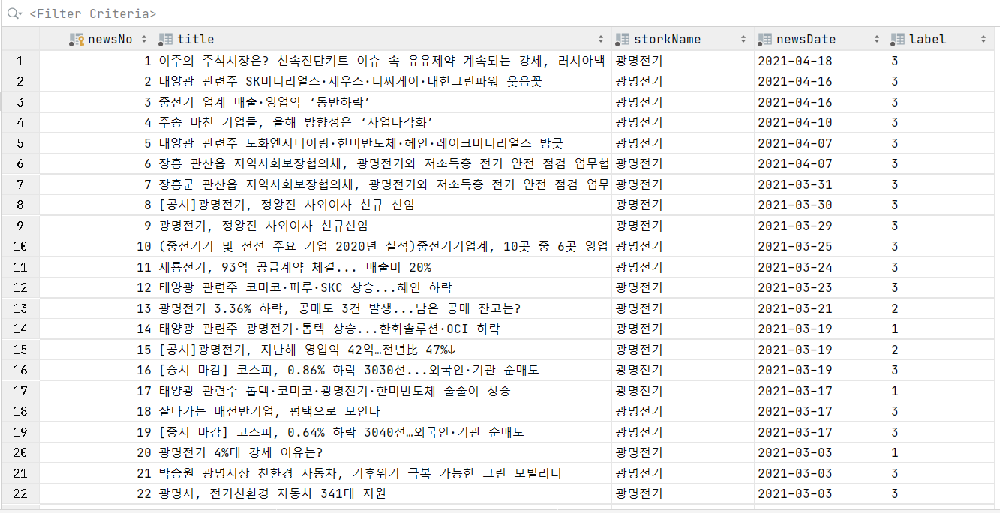 <Filter Criteria>
newsNo title storkName newsDate label
1 1 이주의 주식시장은? 신속진단키트 이슈 속 유유제약 계속되는 강세, 러시아백 광명전기 2021-04-18 3
2 2 태양광 관련주 SK머티리얼즈·제우스·티씨케이·대한그린파워 웃음꽃 광명전기 2021-04-16 3
3 3 중전기 업계 매출·영업익 ‘동반하락’ 광명전기 2021-04-16 3
4 4 주총 마친 기업들, 올해 방향성은 ‘사업다각화’ 광명전기 2021-04-10 3
5 5 태양광 관련주 도화엔지니어링·한미반도체·혜인·레이크머티리얼즈 방긋 광명전기 2021-04-07 3
6 6 장흥 관산읍 지역사회보장협의체, 광명전기와 저소득층 전기 안전 점검 업무협 광명전기 2021-04-07 3
7 7 장흥군 관산읍 지역사회보장협의체, 광명전기와 저소득층 전기 안전 점검 업무 광명전기 2021-03-31 3
8 8 [공시]광명전기, 정왕진 사외이사 신규 선임 광명전기 2021-03-30 3
9 9 광명전기, 정왕진 사외이사 신규선임 광명전기 2021-03-29 3
10 10 (중전기기 및 전선 주요 기업 2020년 실적)중전기기업계, 10곳 중 6곳 영업 광명전기 2021-03-25 3
11 11 제룡전기, 93억 공급계약 체결... 매출비 20% 광명전기 2021-03-24 3
12 12 태양광 관련주 코미코·파루·SKC 상승...혜인 하락 광명전기 2021-03-23 3
13 13 광명전기 3.36% 하락, 공매도 3건 발생...남은 공매 잔고는? 광명전기 2021-03-21 2
14 14 태양광 관련주 광명전기·톱텍 상승...한화솔루션·OCI 하락 광명전기 2021-03-19 1
15 15 [공시]광명전기, 지난해 영업익 42억…전년比 47%↓ 광명전기 2021-03-19 2
16 16 [증시 마감] 코스피, 0.86% 하락 3030선...외국인·기관 순매도 광명전기 2021-03-19 3
17 17 태양광 관련주 톱텍·코미코·광명전기·한미반도체 줄줄이 상승 광명전기 2021-03-17 1
18 18 잘나가는 배전반기업, 평택으로 모인다 광명전기 2021-03-17 3
19 19 [증시 마감] 코스피, 0.64% 하락 3040선…외국인·기관 순매도 광명전기 2021-03-17 3
20 20 광명전기 4%대 강세 이유는? 광명전기 2021-03-03 1
21 21 박승원 광명시장 친환경 자동차, 기후위기 극복 가능한 그린 모빌리티 광명전기 2021-03-03 3
22 22 광명시, 전기친환경 자동차 341대 지원 광명전기 2021-03-03 3